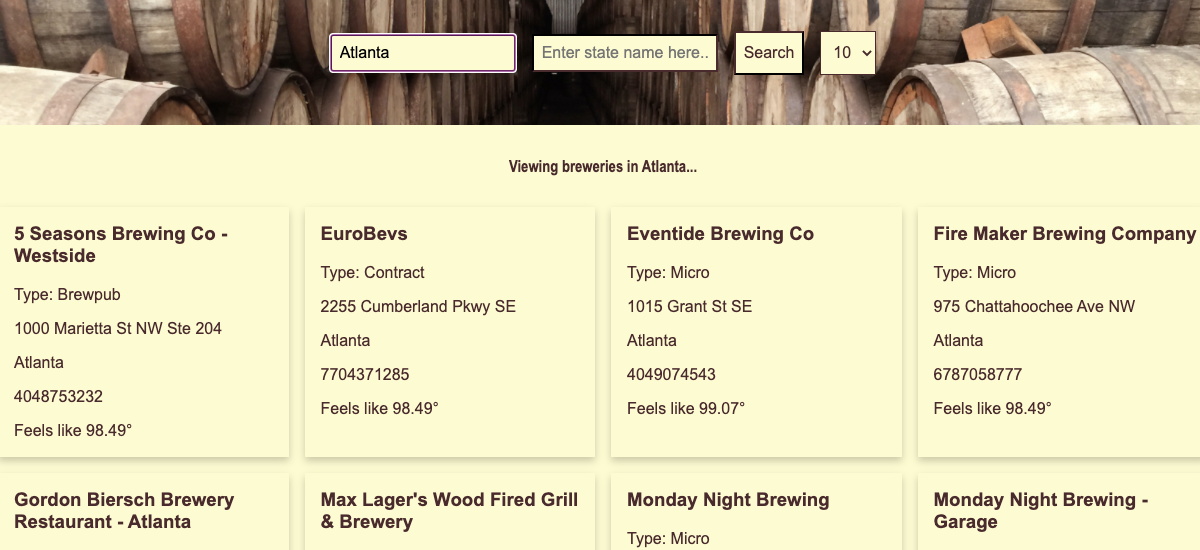 Atlanta
Enter state name here..
Search
10
Viewing breweries in Atlanta...
5 Seasons Brewing Co -
Westside
Type: Brewpub
1000 Marietta St NW Ste 204
Atlanta
4048753232
Feels like 98.49°
EuroBevs
Type: Contract
2255 Cumberland Pkwy SE
Atlanta
7704371285
Feels like 98.49°
Eventide Brewing Co
Type: Micro
1015 Grant St SE
Atlanta
4049074543
Feels like 99.07°
Fire Maker Brewing Company
Type: Micro
975 Chattahoochee Ave NW
Atlanta
6787058777
Feels like 98.49°
Gordon Biersch Brewery
Restaurant - Atlanta
Max Lager's Wood Fired Grill
& Brewery
Monday Night Brewing
Type: Micro
Monday Night Brewing -
Garage